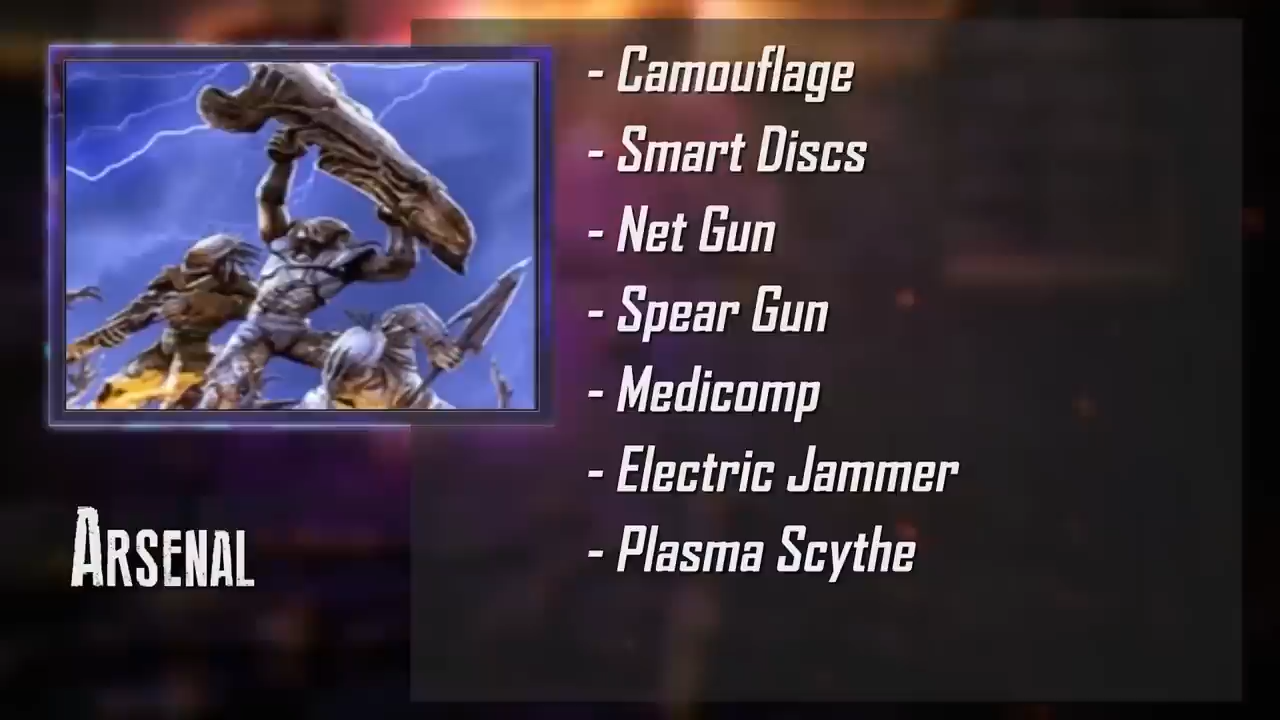 - Camouflage
- Smart Discs
- Net Gun
- Spear Gun
- Medicomp
- Electric Jammer
- Plasma Scythe
Arsenal